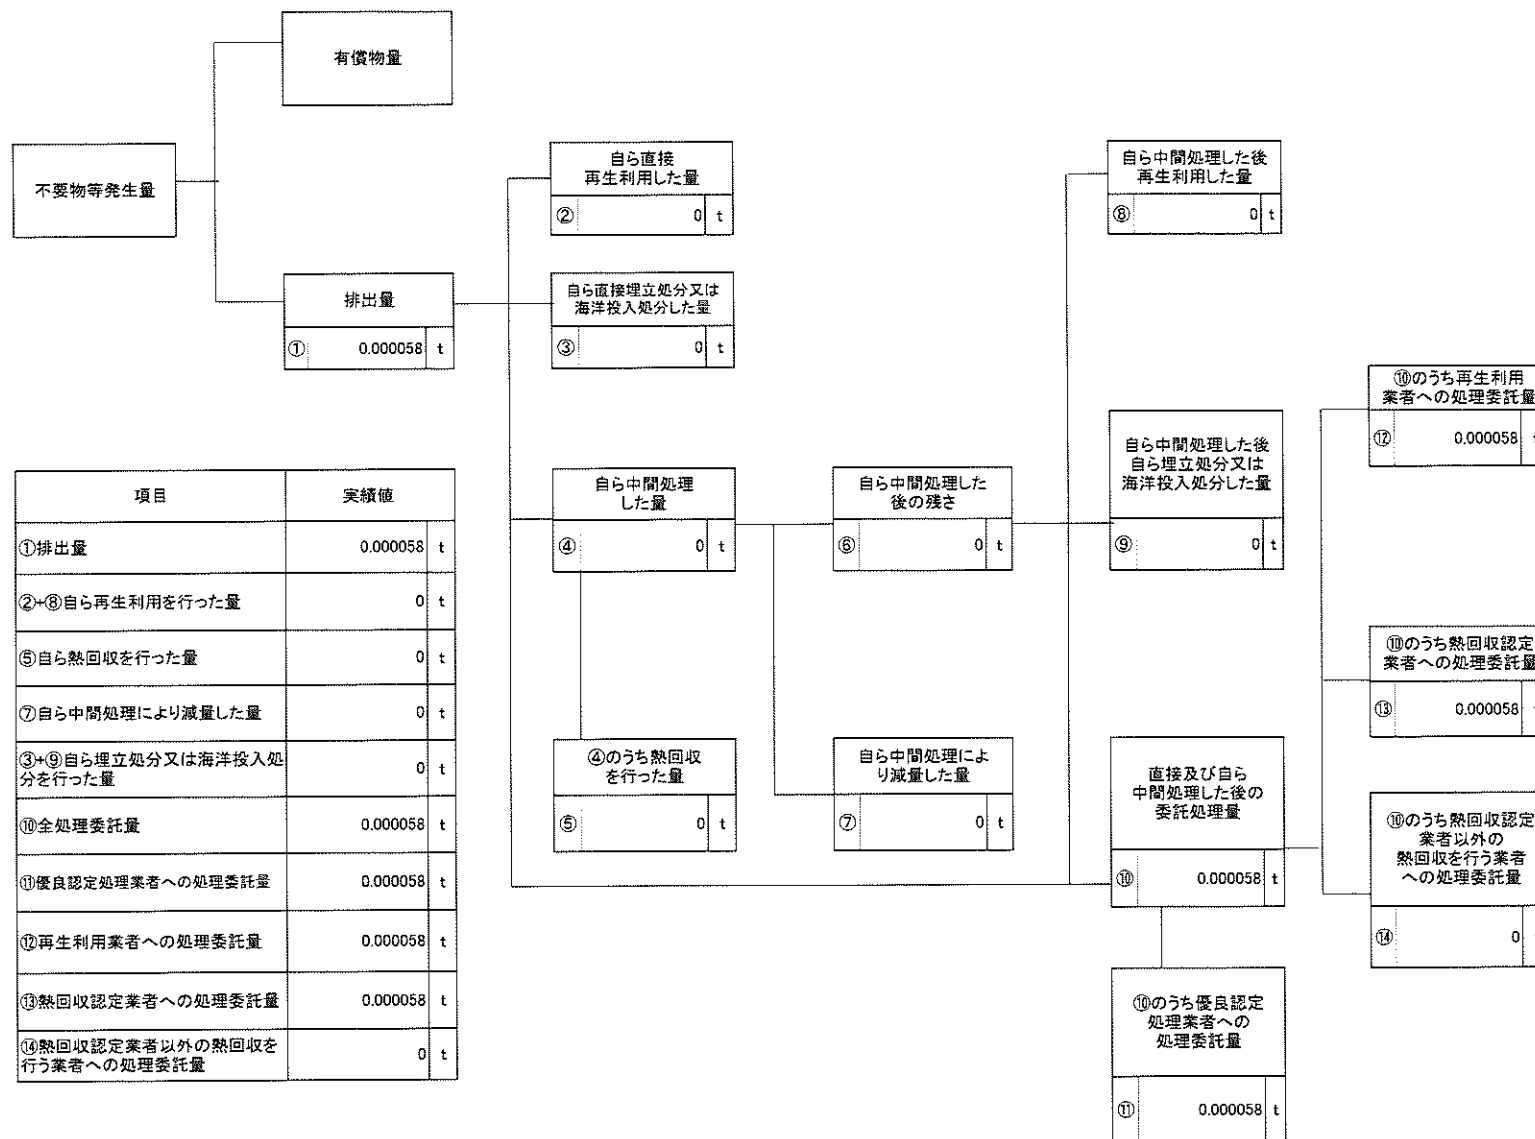 有償物量
不要物等発生量
排出量
① 0.000058 t
自ら直接
再生利用した量
② 0 t
自ら直接埋立処分又は
海洋投入処分した量
③ 0 t
自ら中間処理
した量
④ 0 t
④のうち熱回収
を行った量
⑤ 0 t
自ら中間処理した
後の残さ
⑥ 0 t
自ら中間処理によ
り減量した量
⑦ 0 t
自ら中間処理した後
再生利用した量
⑧ 0 t
自ら中間処理した後
自ら埋立処分又は
海洋投入処分した量
⑨ 0 t
直接及び自ら
中間処理した後の
委託処理量
⑩ 0.000058 t
⑩のうち優良認定
処理業者への
処理委託量
⑪ 0.000058 t
⑩のうち再生利用
業者への処理委託量
⑫ 0.000058 t
⑩のうち熱回収認定
業者への処理委託量
⑬ 0.000058
⑩のうち熱回収認定
業者以外の
熱回収を行う業者
への処理委託量
⑭ 0
項目 実績値
①排出量 0.000058 t
②+⑧自ら再生利用を行った量 0 t
⑤自ら熱回収を行った量 0 t
⑦自ら中間処理により減量した量 0 t
③+⑨自ら埋立処分又は海洋投入処
分を行った量 0 t
⑩全処理委託量 0.000058 t
⑪優良認定処理業者への処理委託量 0.000058 t
⑫再生利用業者への処理委託量 0.000058 t
⑬熱回収認定業者への処理委託量 0.000058 t
⑭熱回収認定業者以外の熱回収を
行う業者への処理委託量 0 t